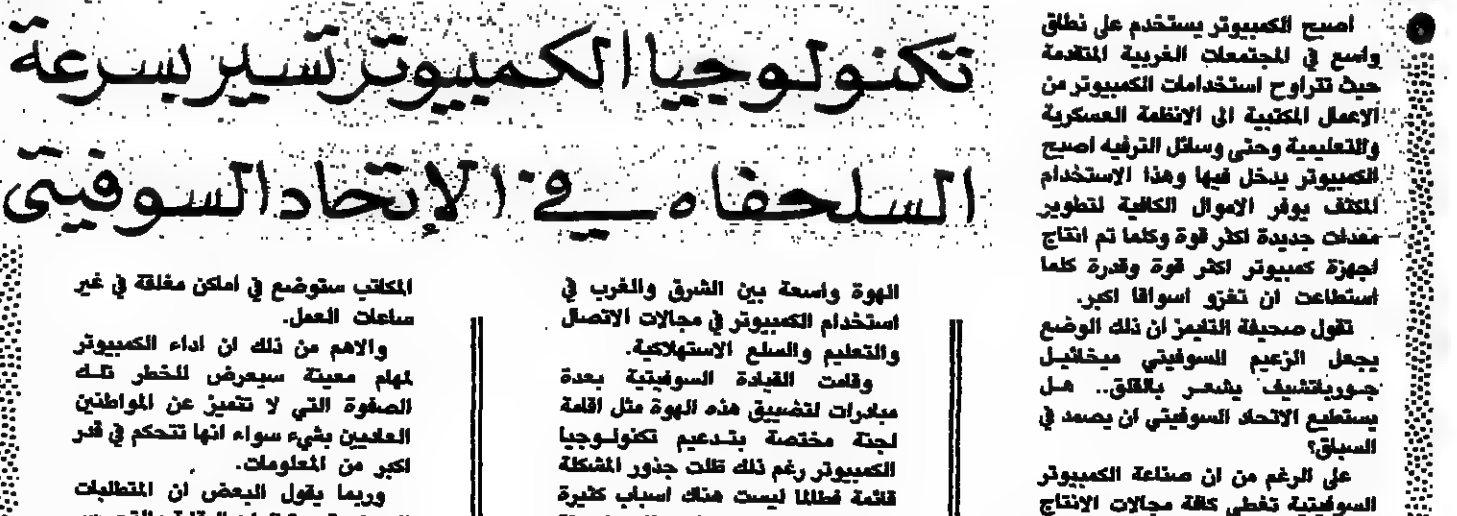 تكنولوجيا الكمبيوتر تسير بسرعة
السلحفاه في الإتحاد السوفيتى
اصبح الكمبيوتر يستخدم على نطاق
واسع في المجتمعات الغربية المتقدمة
حيث تتراوح استخدامات الكمبيوتر من
الاعمال المكتبية الى الانظمة العسكرية
والتعليمية وحتى وسائل الترفيه اصبح
الكمبيوتر يدخل فيها وهذا الاستخدام
المكثف يوفر الاموال الكافية لتطوير
معدات جديدة اكثر قوة وكلما تم انتاج
اجهزة كمبيوتر اكثر قوة وقدرة كلما
استطاعت ان تغزو اسواقا اكبر.
تقول صحيفة التايمز ان ذلك الوضع
يجعل الزعيم السوفيتي ميخائيل
جورباتشيف يشعر بالقلق.. هل
يستطيع الاتحاد السوفيتي ان يصمد في
السباق؟
على الرغم من ان صناعة الكمبيوتر
السوفيتية تغطي كافة مجالات الانتاج
الهوة واسعة بين الشرق والغرب في
استخدام الكمبيوتر في مجالات الاتصال
والتعليم والسلع الاستهلاكية.
وقامت القيادة السوفيتية بعدة
مبادرات لتضييق هذه الهوة مثل اقامة
لجنة مختصة بتدعيم تكنولوجيا
الكمبيوتر رغم ذلك ظلت جذور المشكلة
قائمة فطالما ليست هناك اسباب كثيرة
المكاتب ستوضع في اماكن مغلقة في غير
ساعات العمل.
والاهم من ذلك ان اداء الكمبيوتر
لمهام معينة سيعرض للخطر تلك
الصفوة التي لا تتميز عن المواطنين
العاديين بشيء سواء انها تتحكم في قدر
اكبر من المعلومات.
وربما يقول البعض ان المتطلبات